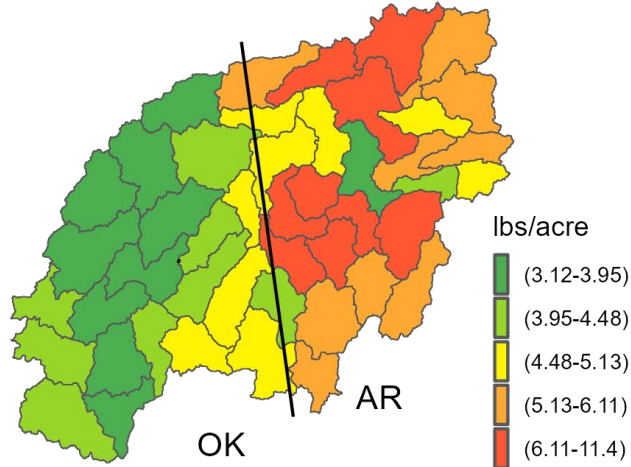 lbs/acre
(3.12-3.95)
(3.95-4.48)
(4.48-5.13)
(5.13-6.11)
(6.11-11.4)
AR
OK